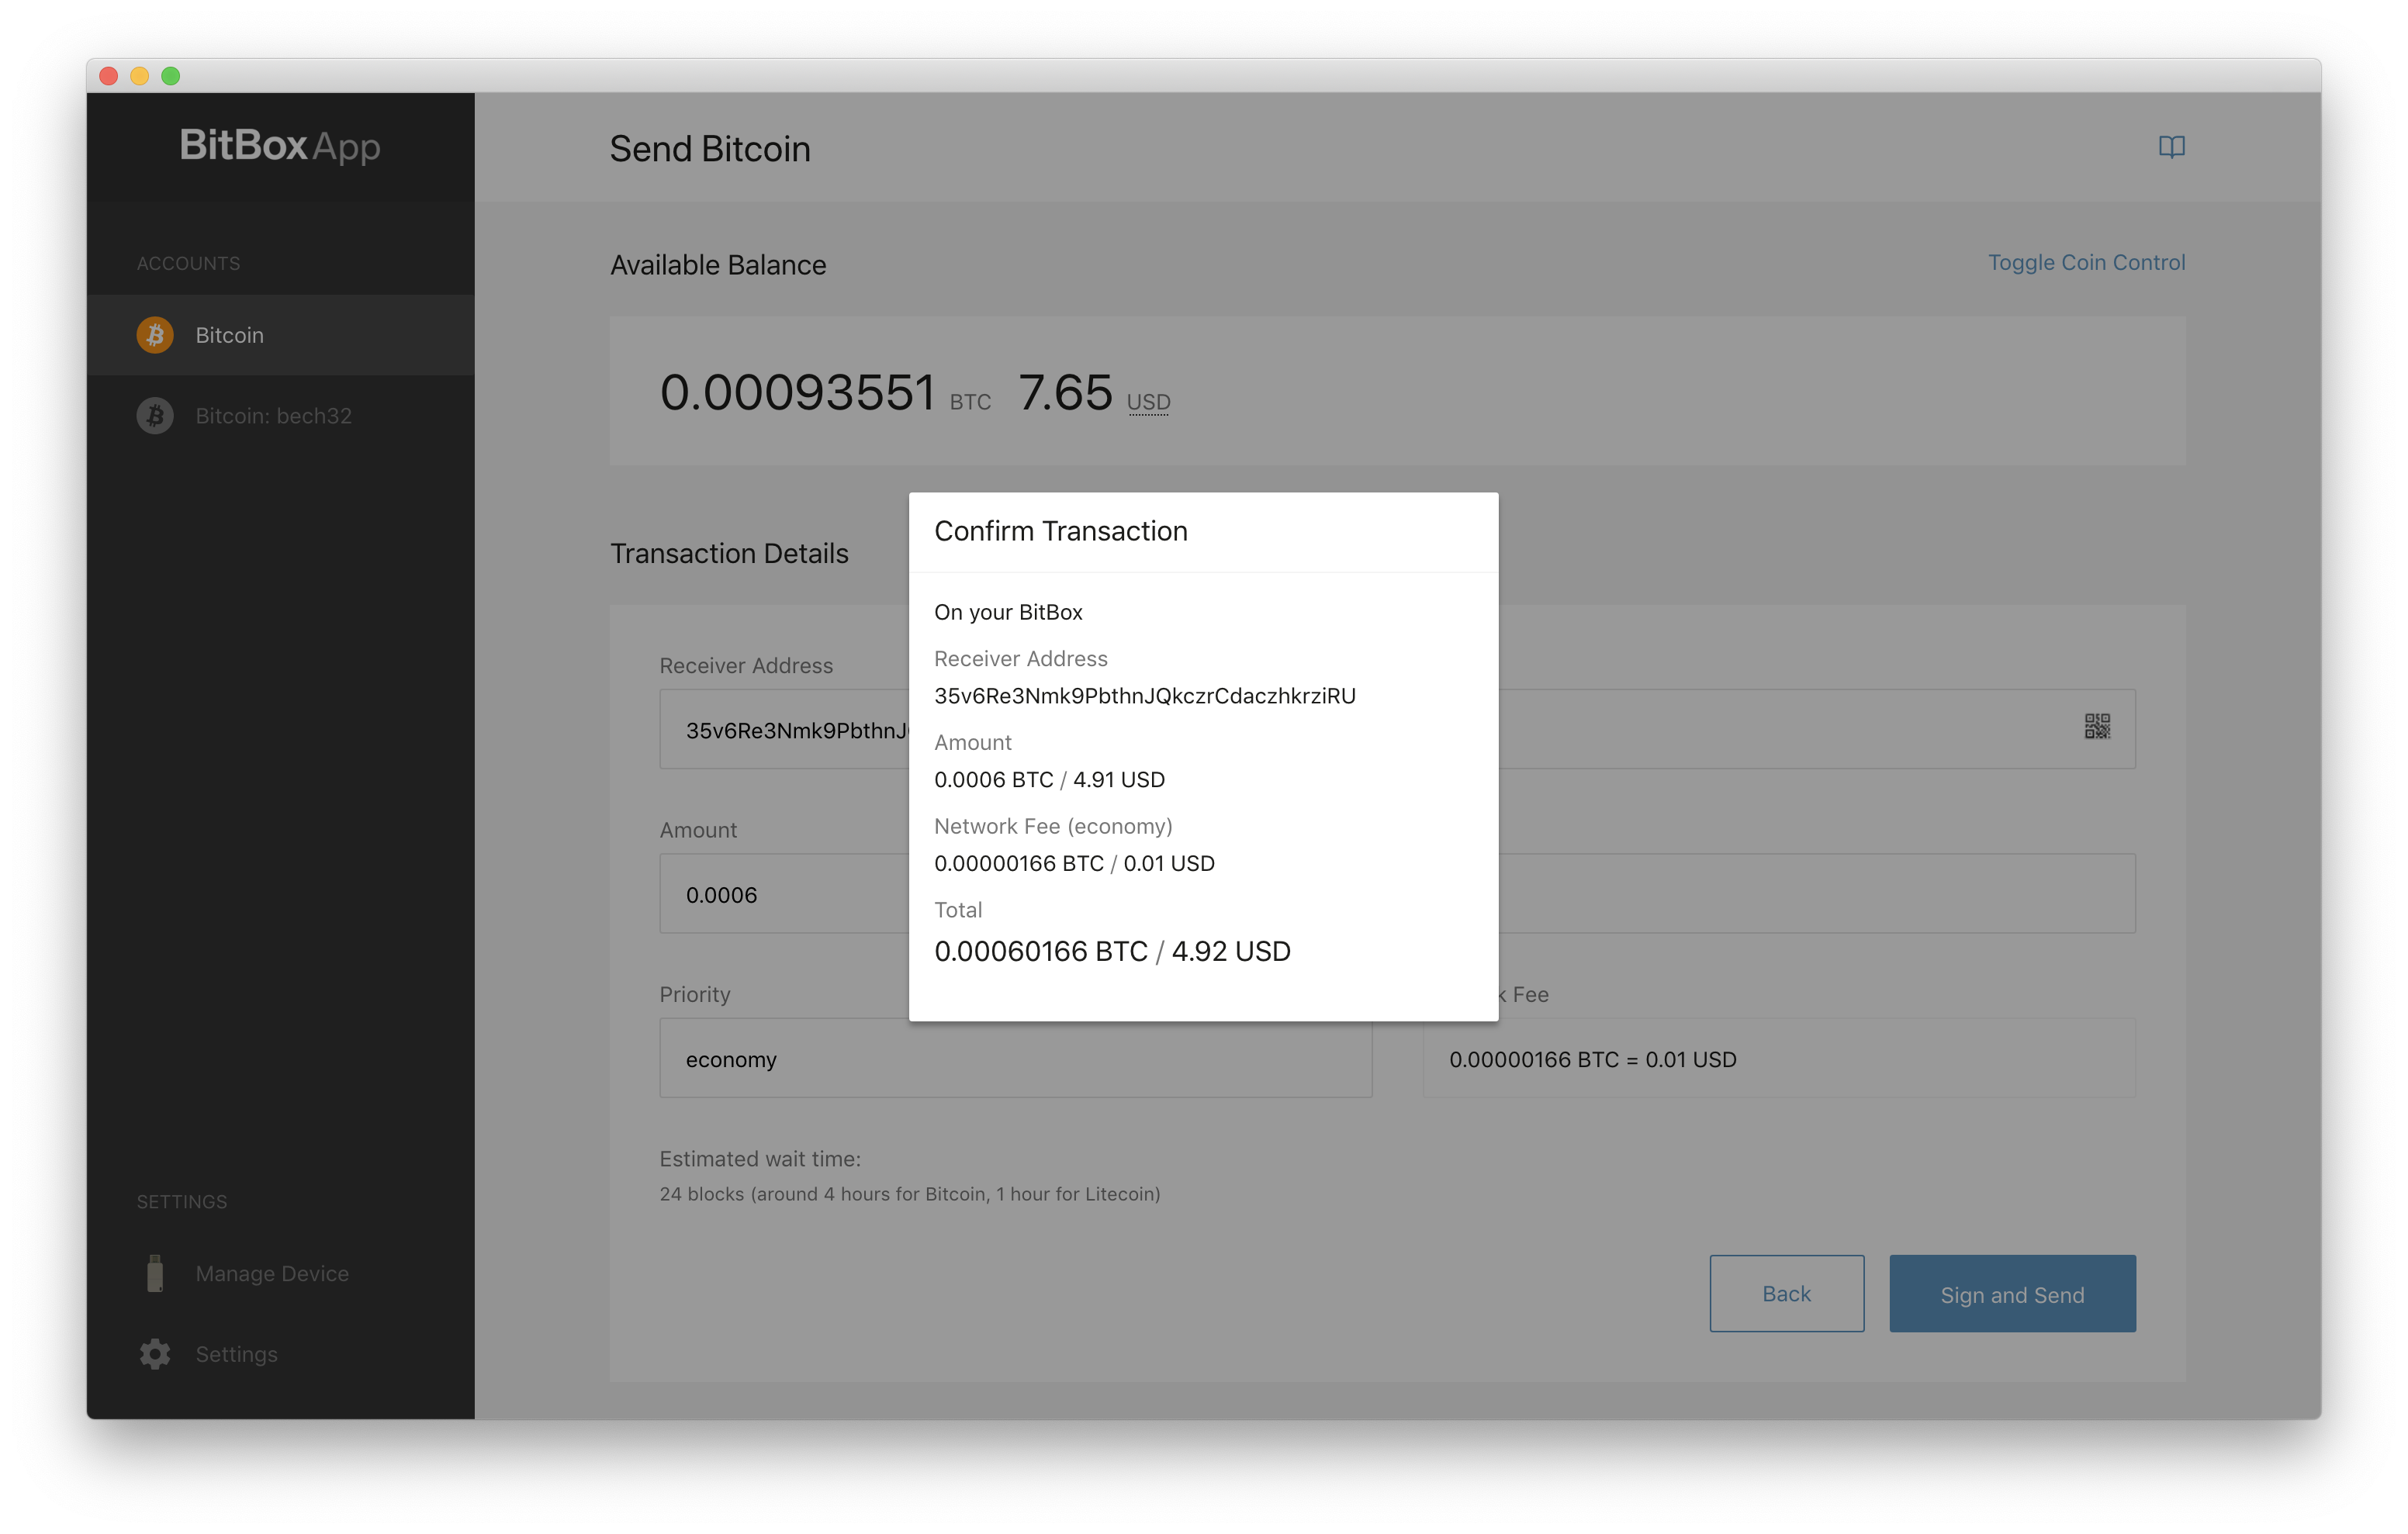 BitBox App
Send Bitcoin
ACCOUNTS
Bitcoin
Bitcoin: bech32
Available Balance
Toggle Coin Control
0.00093551 BTC 7.65 USD
Transaction Details
Receiver Address
35v6Re3Nmk9PbthnJ
Amount
0.0006
Priority
economy
Fee
0.00000166 BTC = 0.01 USD
Estimated wait time:
24 blocks (around 4 hours for Bitcoin, 1 hour for Litecoin)
Back
Sign and Send
Confirm Transaction
On your BitBox
Receiver Address
35v6Re3Nmk9PbthnJQkczrCdaczhkrziRU
Amount
0.0006 BTC / 4.91 USD
Network Fee (economy)
0.00000166 BTC / 0.01 USD
Total
0.00060166 BTC / 4.92 USD
SETTINGS
Manage Device
Settings